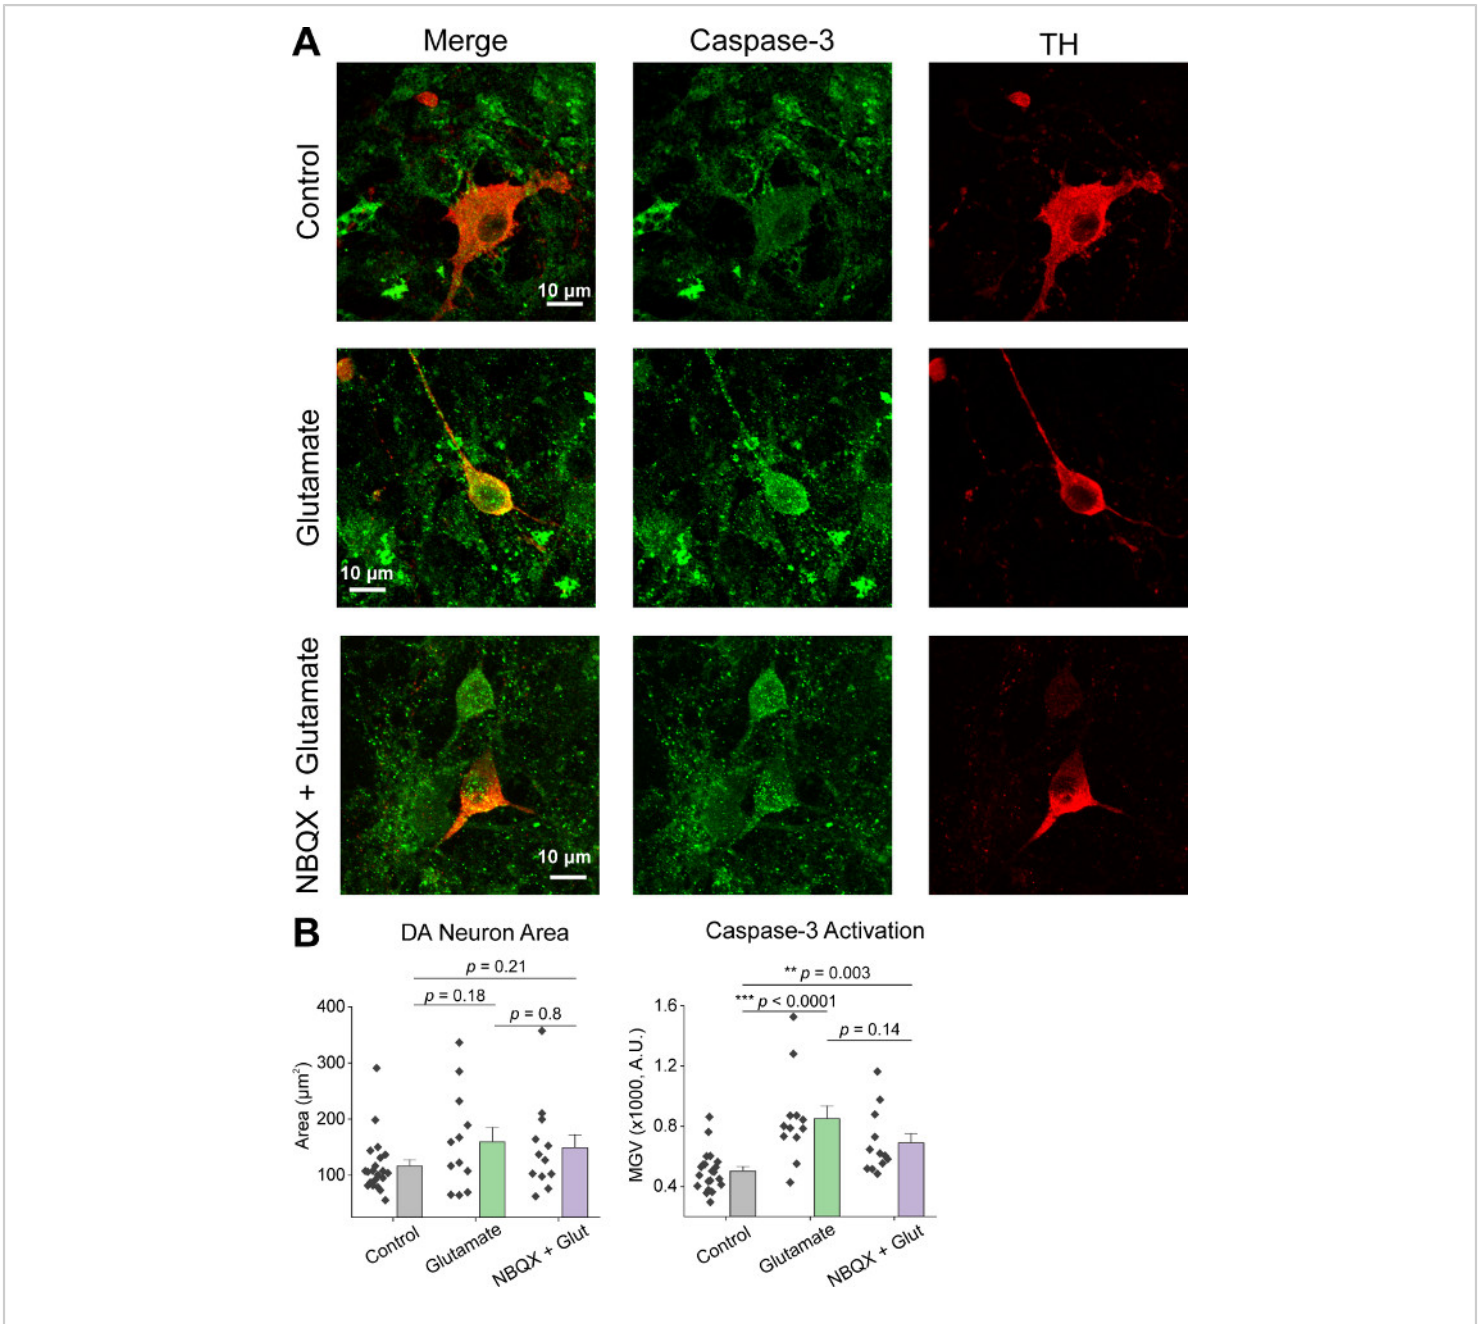 A
Merge
Caspase-3
TH
Control
10 µm
Glutamate
10 µm
NBQX + Glutamate
10 µm
B
DA Neuron Area
p = 0.21
p = 0.18
p = 0.8
400
300
200
100
Area (µm²)
Control
Glutamate
NBQX + Glut
Caspase-3 Activation
** p = 0.003
*** p < 0.0001
p = 0.14
1.6
1.2
0.8
0.4
MGV (x1000, A.U.)
Control
Glutamate
NBQX + Glut